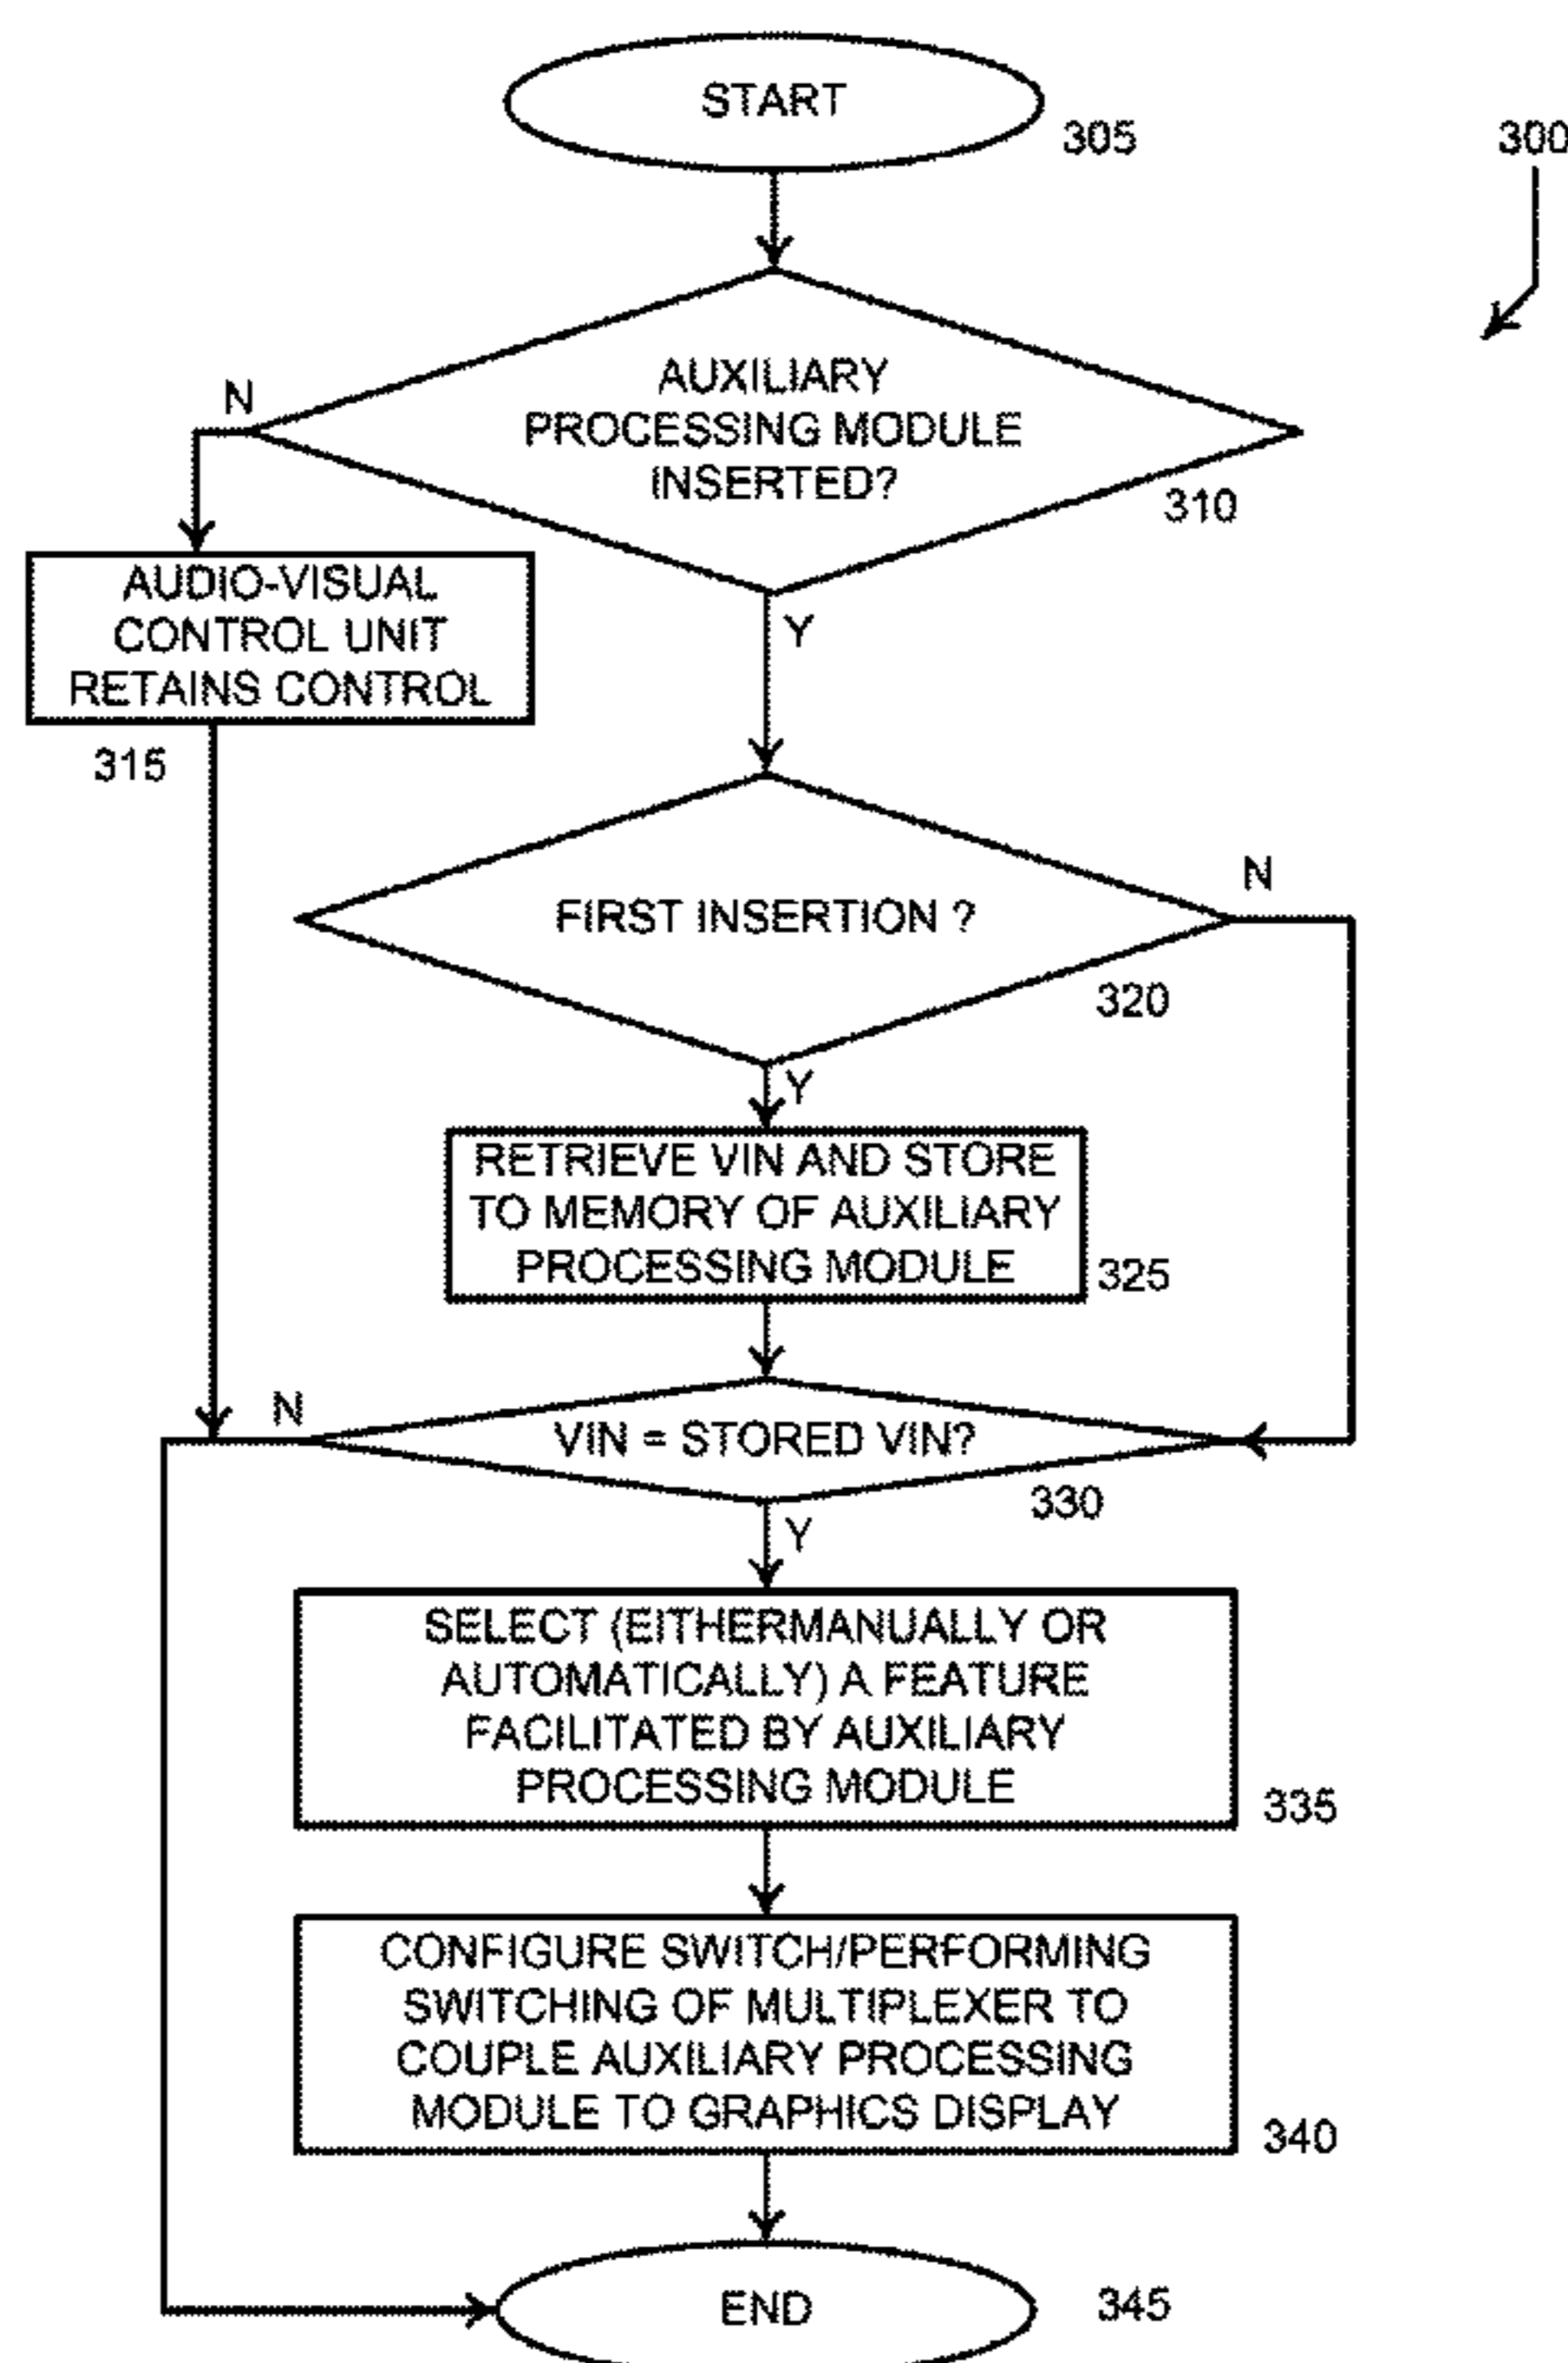 START
305
300
AUXILIARY
PROCESSING MODULE
INSERTED?
310
N
Y
AUDIO-VISUAL
CONTROL UNIT
RETAINS CONTROL
315
FIRST INSERTION ?
320
N
Y
RETRIEVE VIN AND STORE
TO MEMORY OF AUXILIARY
PROCESSING MODULE
325
N
VIN = STORED VIN?
330
Y
SELECT (EITHERMANUALLY OR
AUTOMATICALLY) A FEATURE
FACILITATED BY AUXILIARY
PROCESSING MODULE
335
CONFIGURE SWITCH/PERFORMING
SWITCHING OF MULTIPLEXER TO
COUPLE AUXILIARY PROCESSING
MODULE TO GRAPHICS DISPLAY
340
END
345